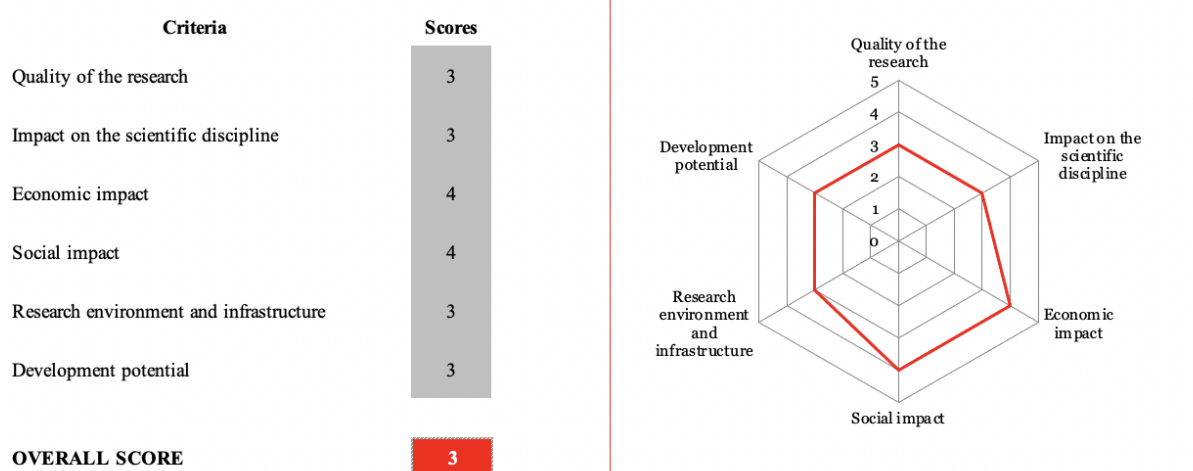 Criteria Scores
Quality of the research 3
Impact on the scientific discipline 3
Economic impact 4
Social impact 4
Research environment and infrastructure 3
Development potential 3
OVERALL SCORE 3
Quality of the
research
5
4
3
2
1
0
Impact on the
scientific
discipline
Economic
impact
Social impact
Research
environment
and
infrastructure
Development
potential